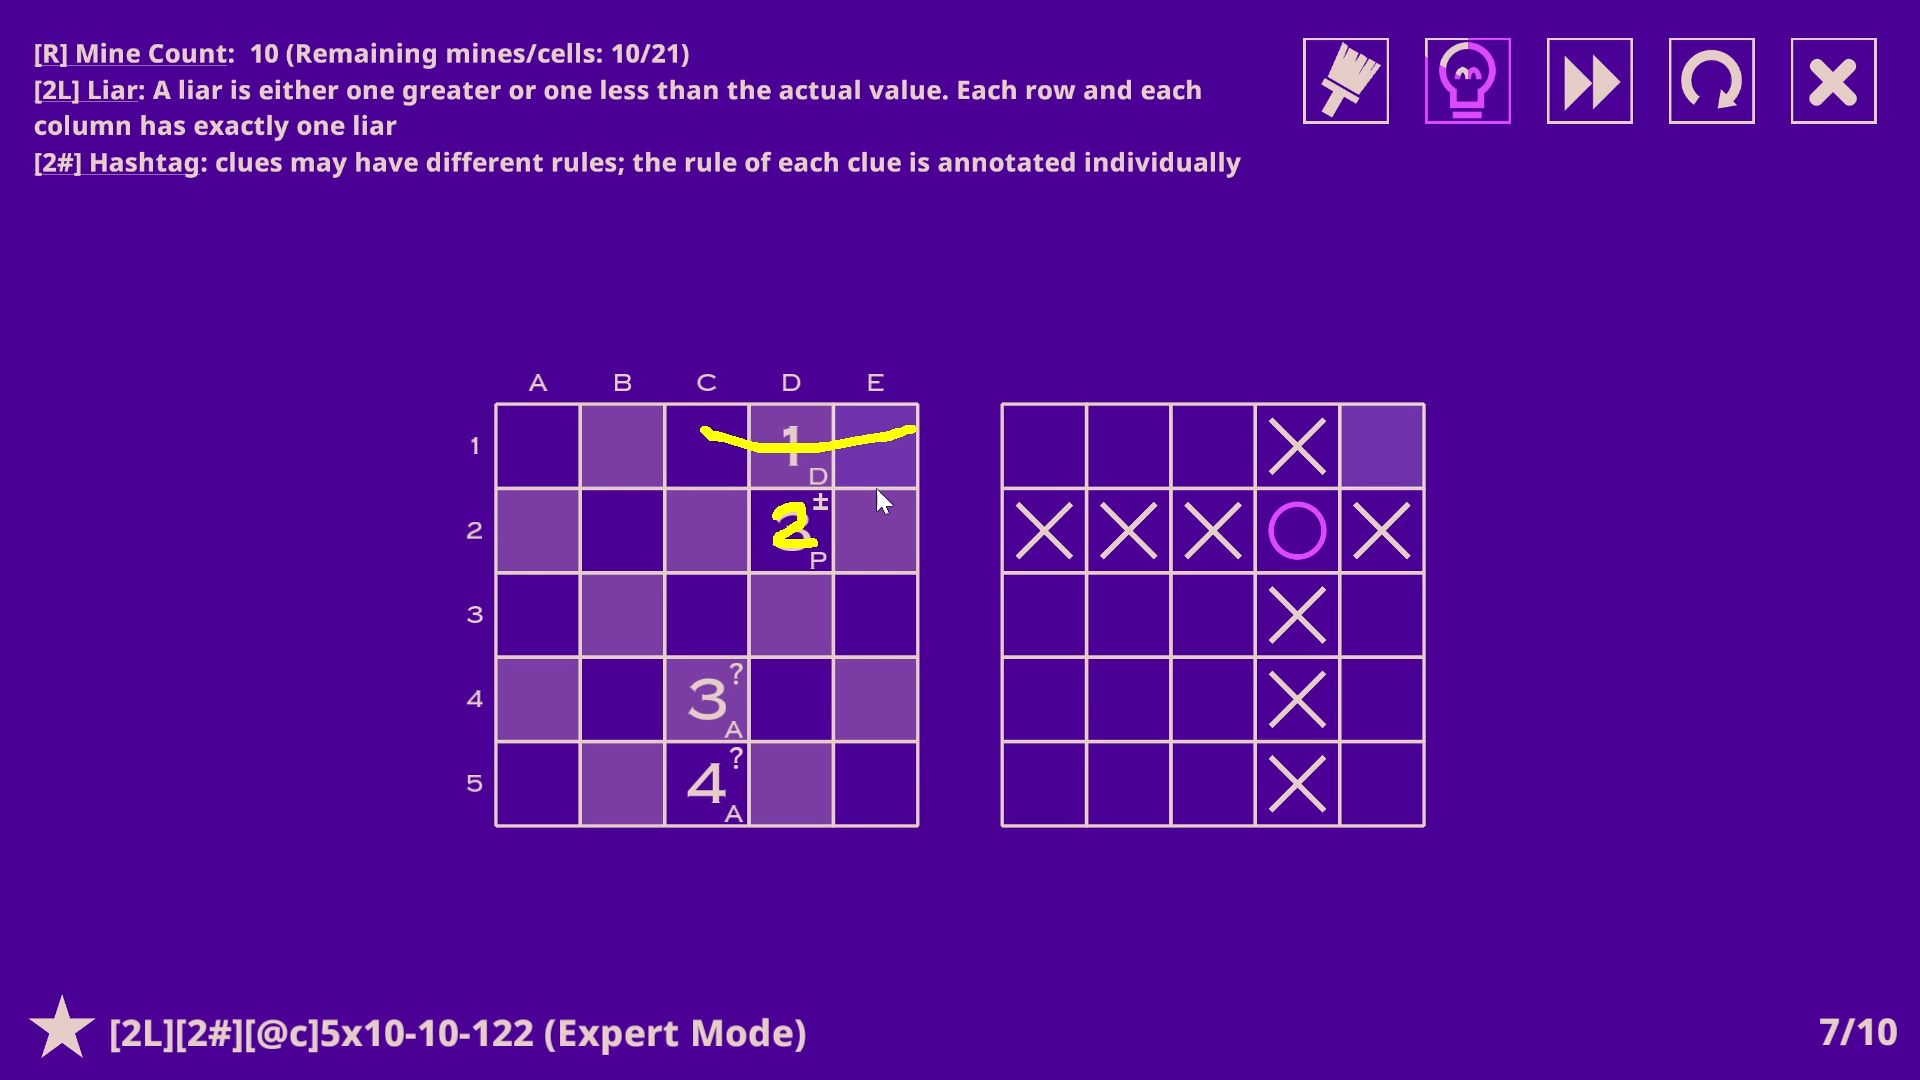 [R] Mine Count: 10 (Remaining mines/cells: 10/21)
[2L] Liar: A liar is either one greater or one less than the actual value. Each row and each
column has exactly one liar
[2#] Hashtag: clues may have different rules; the rule of each clue is annotated individually
A B C D E
1 1 D
2 2 ± P
3
4 3 ? A
5 4 ? A
[2L][2#][@c]5x10-10-122 (Expert Mode)
7/10